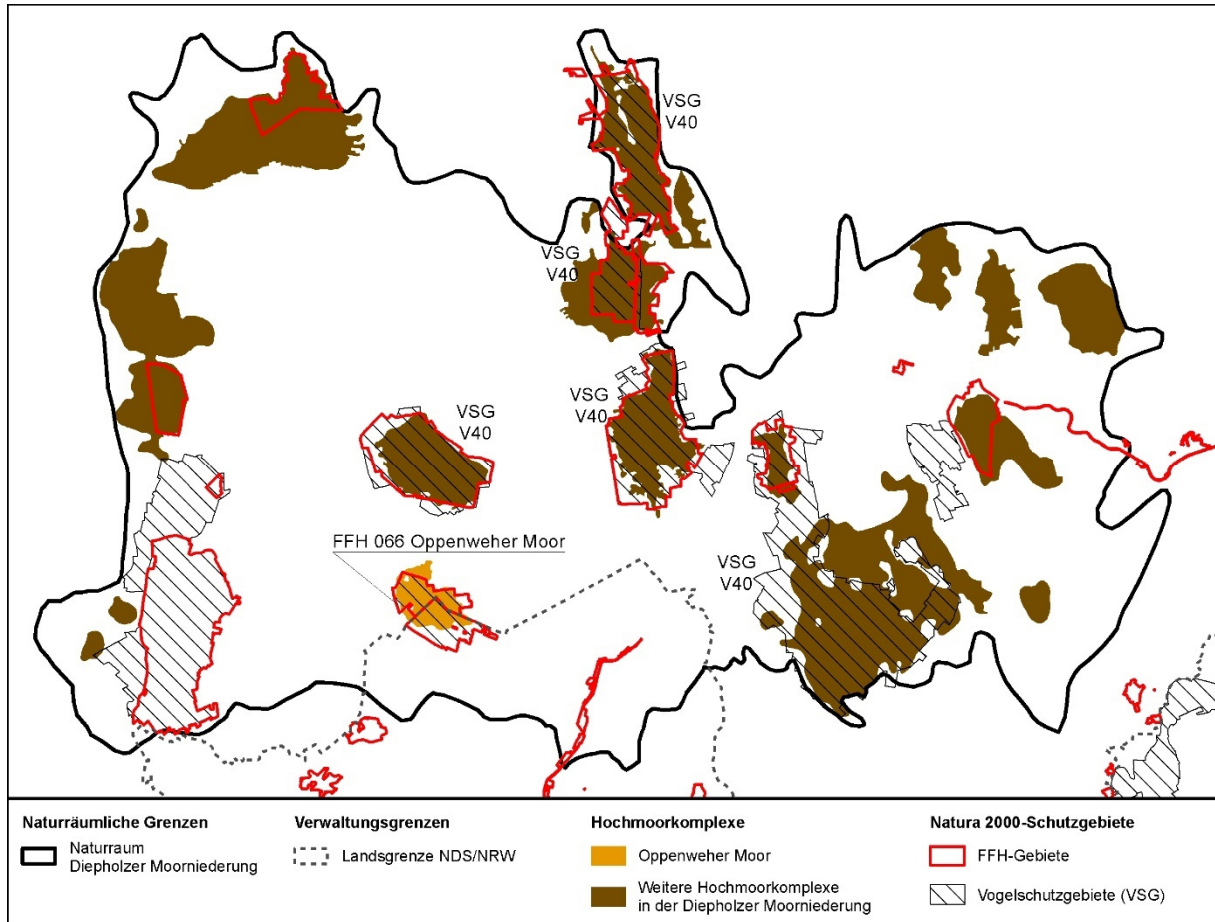 VSG
V40
VSG
V40
VSG
V40
VSG
V40
FFH 066 Oppenweher Moor
VSG
V40
Naturräumliche Grenzen
Naturraum
Diepholzer Moorniederung
Verwaltungsgrenzen
Landsgrenze NDS/NRW
Hochmoorkomplexe
Oppenweher Moor
Weitere Hochmoorkomplexe
in der Diepholzer Moorniederung
Natura 2000-Schutzgebiete
FFH-Gebiete
Vogelschutzgebiete (VSG)